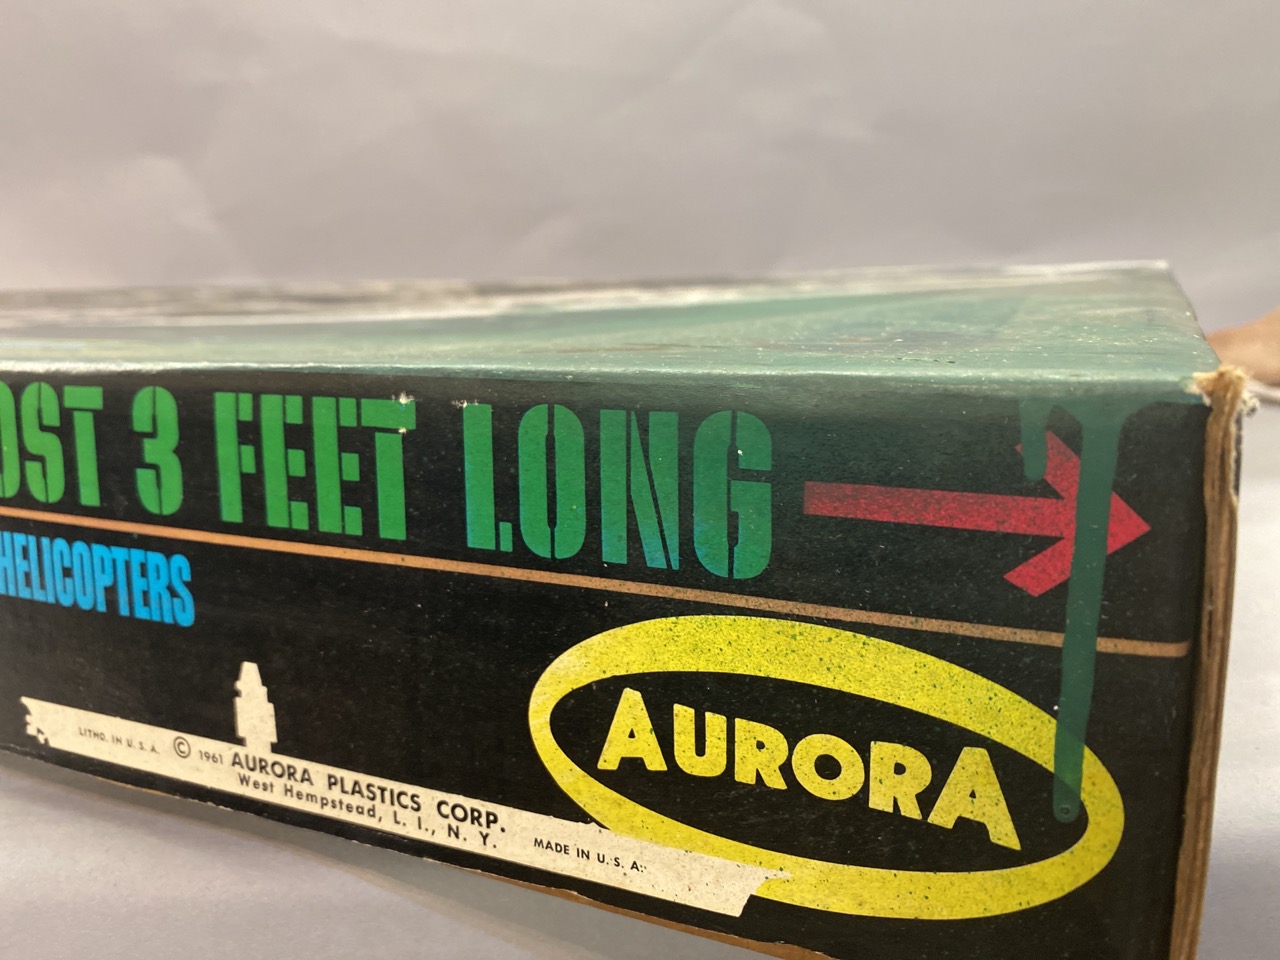 OST 3 FEET LONG
HELICOPTERS
AURORA
LITHO. IN U. S. A. © 1961 AURORA PLASTICS CORP.
West Hempstead, L. I., N. Y.
MADE IN U. S. A.